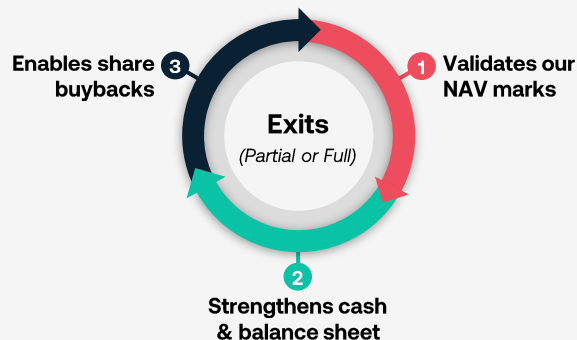 Exits
(Partial or Full)
1
Validates our
NAV marks
2
Strengthens cash
& balance sheet
3
Enables share
buybacks